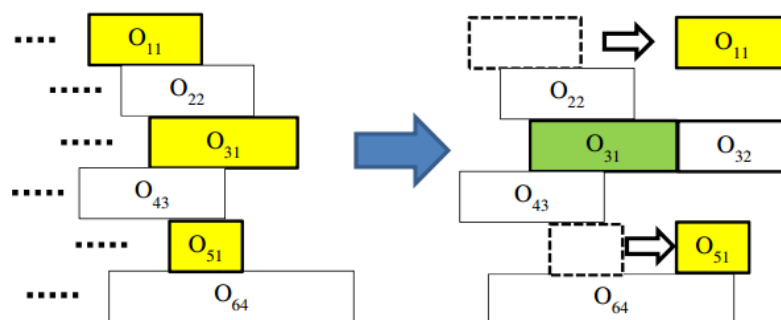 O₁₁ O₁₁
O₂₂ O₂₂
O₃₁ O₃₁ O₃₂
O₄₃ O₄₃
O₅₁ O₅₁
O₆₄ O₆₄